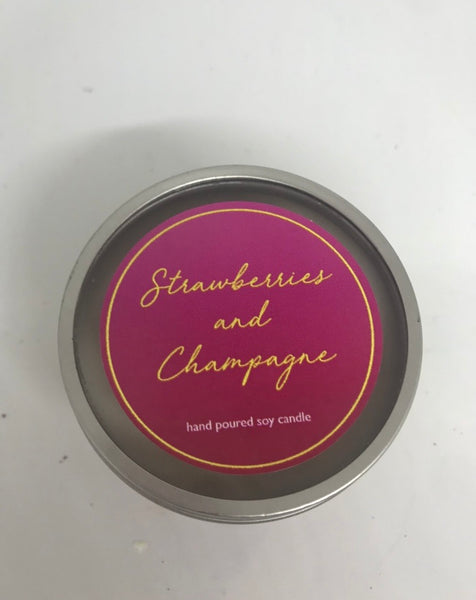 Strawberries
and
Champagne
hand poured soy candle